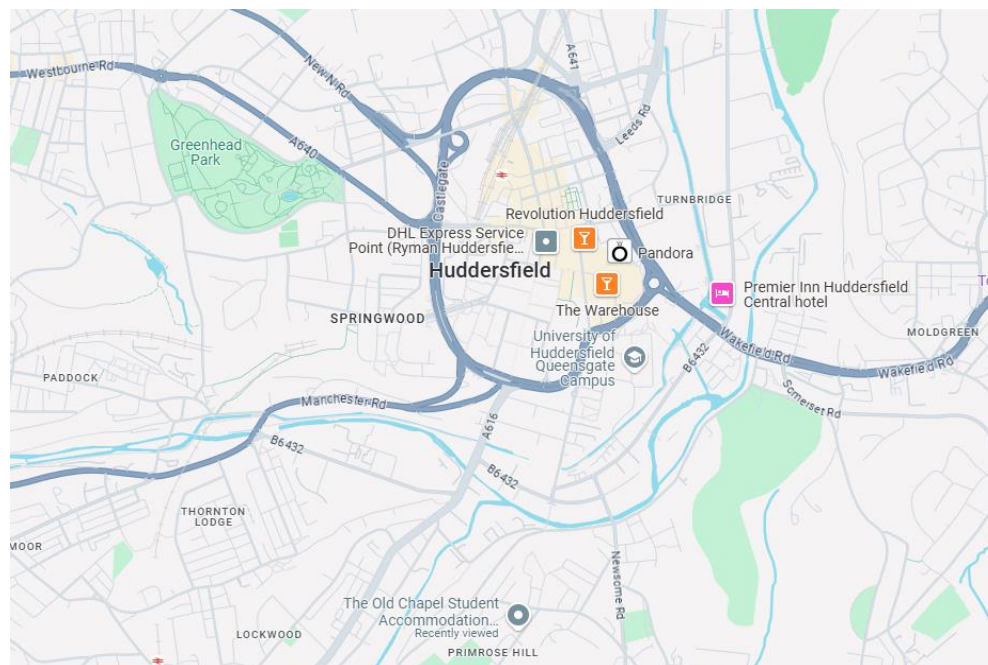 Westbourne Rd
New N Rd
A641
Leeds Rd
Greenhead
Park
A640
Castlegate
TURNBRIDGE
Revolution Huddersfield
DHL Express Service
Point (Ryman Huddersfie...
Pandora
Huddersfield
Premier Inn Huddersfield
Central hotel
The Warehouse
SPRINGWOOD
University of
Huddersfield
Queensgate
Campus
Wakefield Rd
MOLDGREEN
B6432
Wakefield Rd
PADDOCK
Manchester Rd
Somerset Rd
A616
B6432
B6432
THORNTON
LODGE
MOOR
Newsome Rd
The Old Chapel Student
Accommodation...
Recently viewed
LOCKWOOD
PRIMROSE HILL